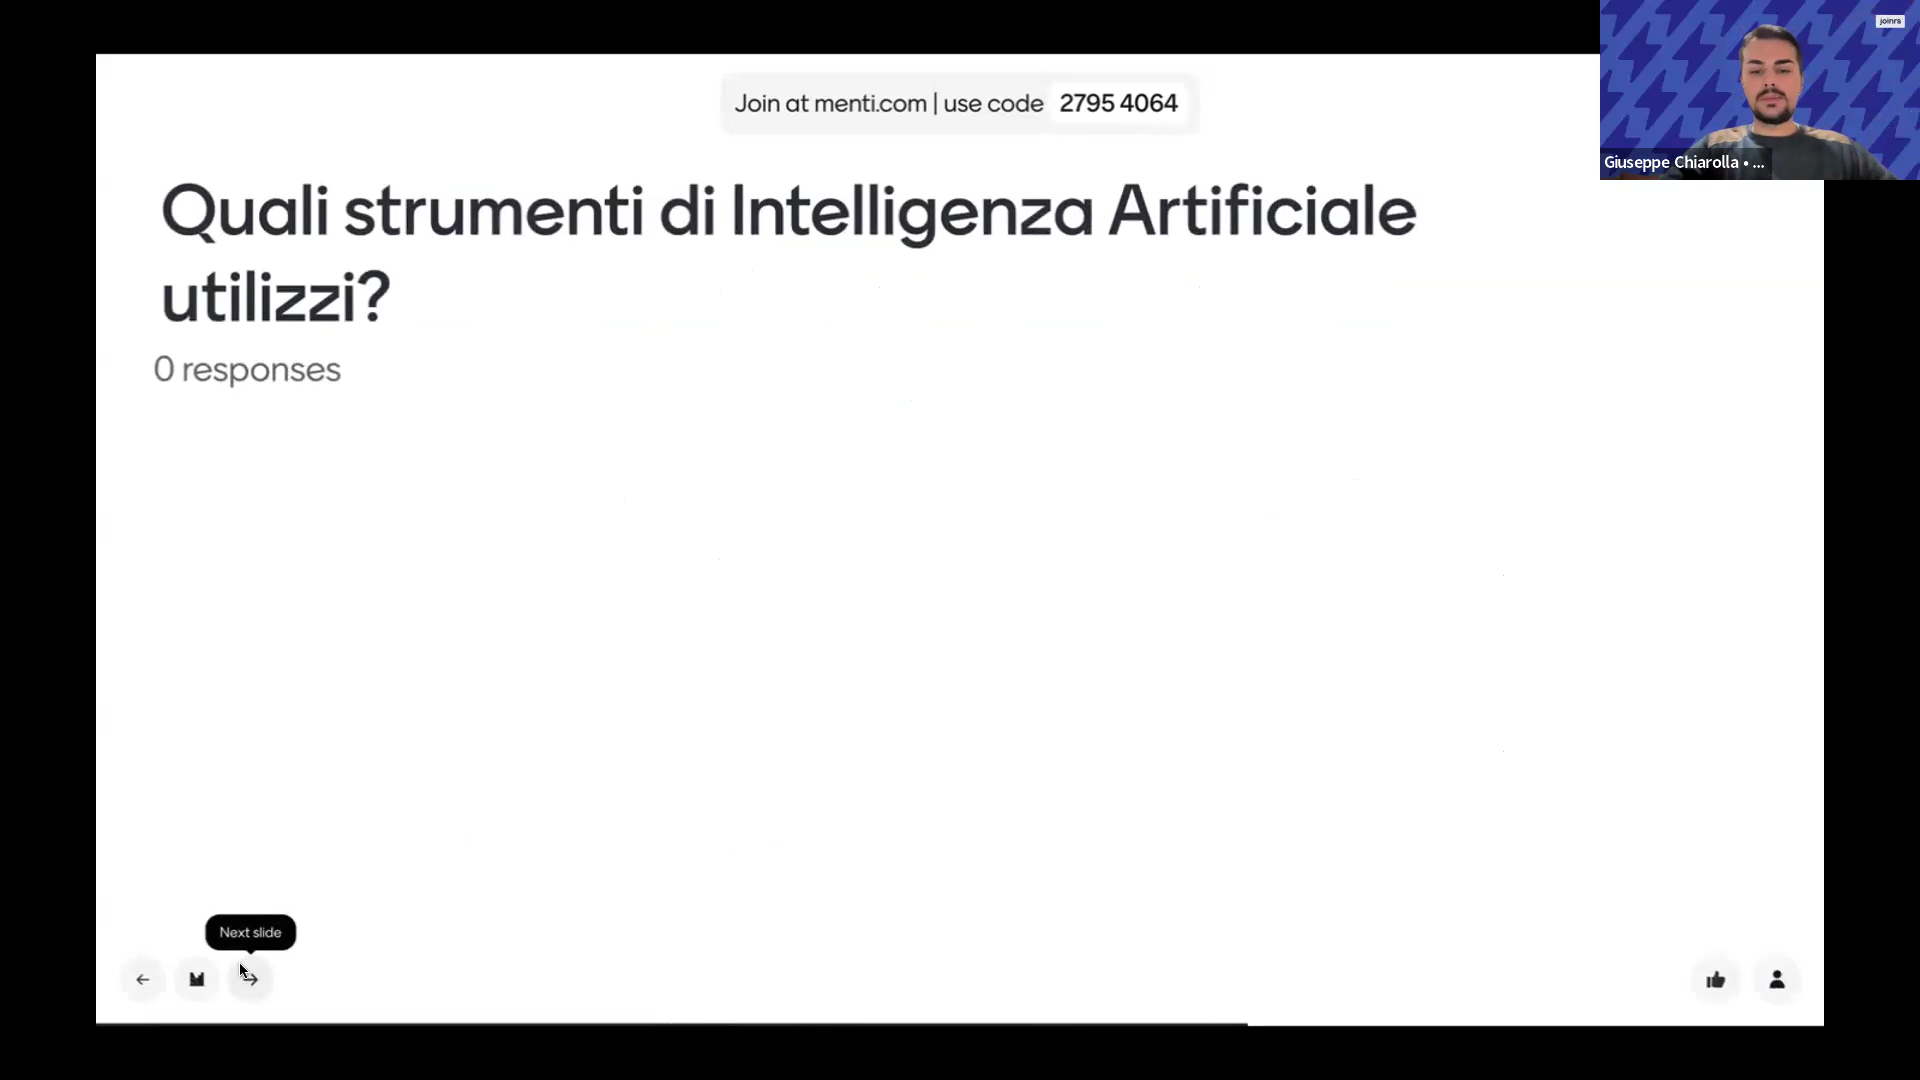 joinrs
Join at menti.com | use code 2795 4064
Giuseppe Chiarolla • ...
Quali strumenti di Intelligenza Artificiale
utilizzi?
0 responses
Next slide